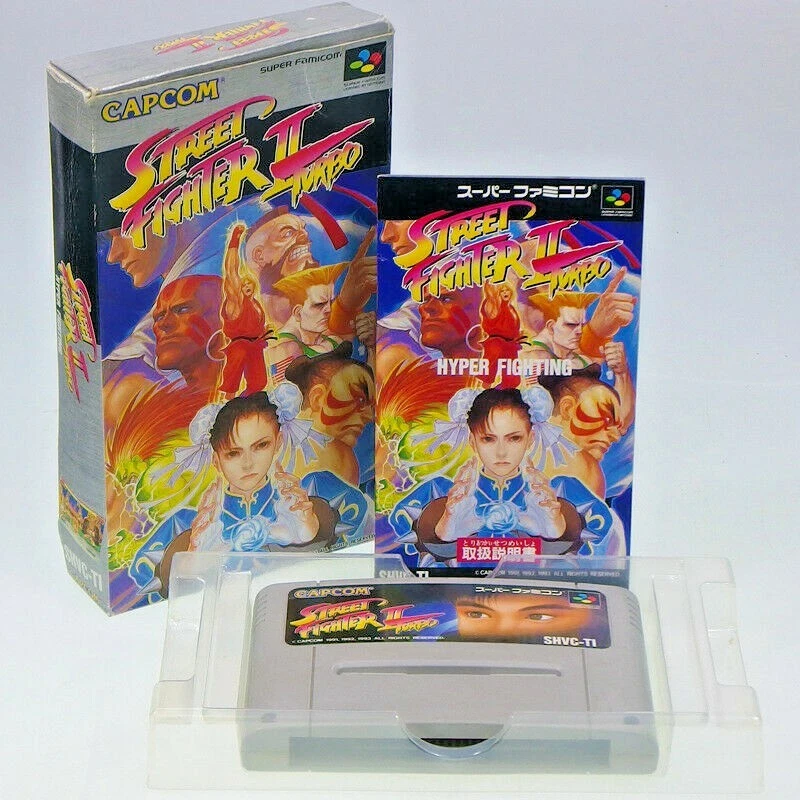 CAPCOM
SUPER FAMICOM
STREET
FIGHTER II
TURBO
STREET
FIGHTER II
TURBO
SHVC-TI
スーパーファミコン
STREET
FIGHTER II
TURBO
HYPER FIGHTING
とりあつかいせつめいしょ
取扱説明書
SHVC-TI
© CAPCOM 1991, 1992, 1993 ALL RIGHTS RESERVED.
CAPCOM
スーパーファミコン
STREET
FIGHTER II
TURBO
© CAPCOM 1991, 1992, 1993 ALL RIGHTS RESERVED.
SHVC-TI